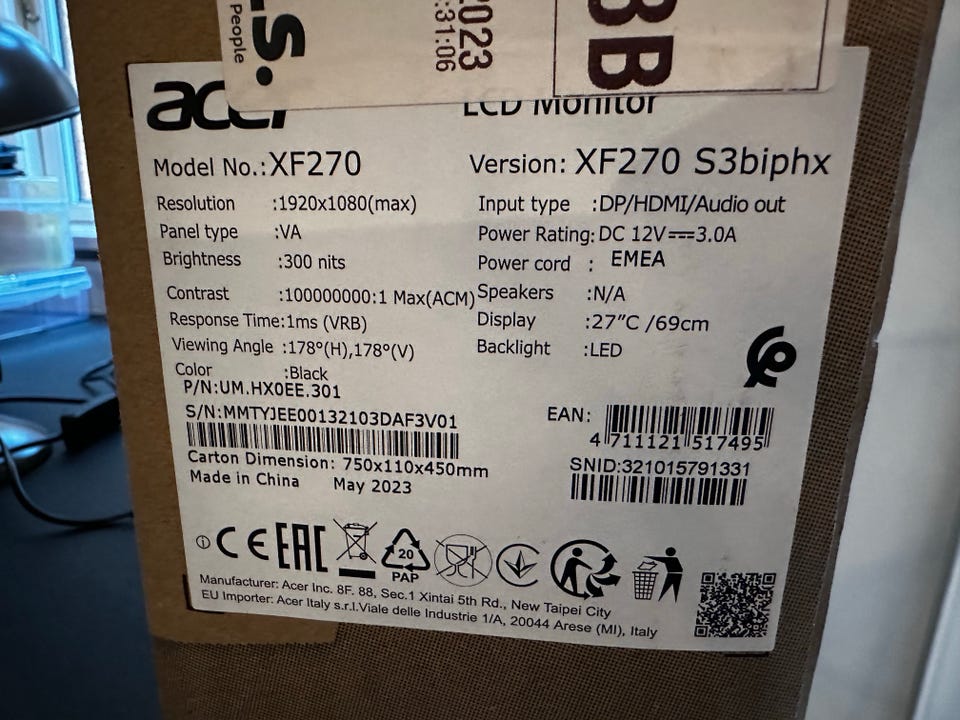 S.
People
2023
:31:06
3B
acer
LCD Monitor
Model No.:XF270
Version: XF270 S3biphx
Resolution :1920x1080(max)
Input type :DP/HDMI/Audio out
Panel type :VA
Power Rating: DC 12V⎓3.0A
Brightness :300 nits
Power cord : EMEA
Contrast :100000000:1 Max(ACM)
Speakers :N/A
Response Time:1ms (VRB)
Display :27"C /69cm
Viewing Angle :178°(H),178°(V)
Backlight :LED
Color :Black
P/N:UM.HX0EE.301
S/N:MMTYJEE00132103DAF3V01
EAN:
4 711121 517495
Carton Dimension: 750x110x450mm
SNID:321015791331
Made in China May 2023
CE EAC
20
PAP
Manufacturer: Acer Inc. 8F. 88, Sec.1 Xintai 5th Rd., New Taipei City
EU Importer: Acer Italy s.r.l.Viale delle Industrie 1/A, 20044 Arese (MI), Italy